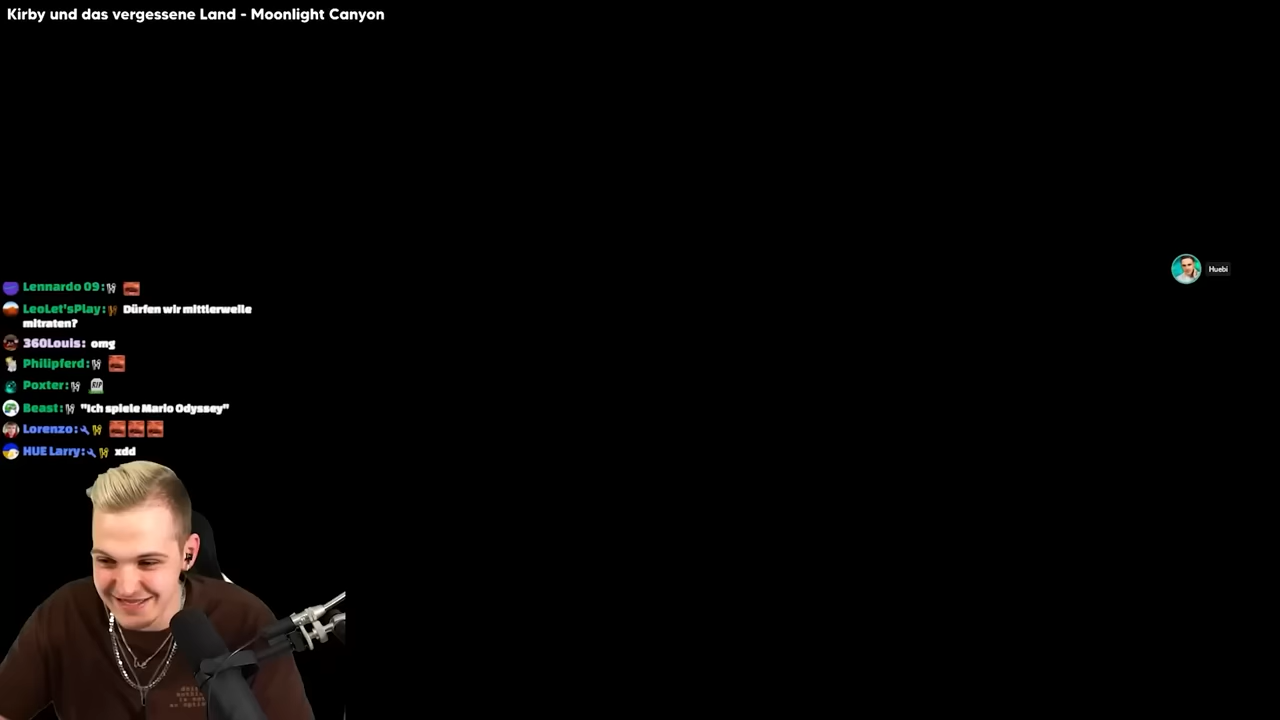 Kirby und das vergessene Land - Moonlight Canyon
Huebi
Lennardo 09:
LeoLet'sPlay: Dürfen wir mittlerweile
mitraten?
360Louis: omg
Philipferd:
Poxter: RIP
Beast: "Ich spiele Mario Odyssey"
Lorenzo:
HUE Larry: xdd